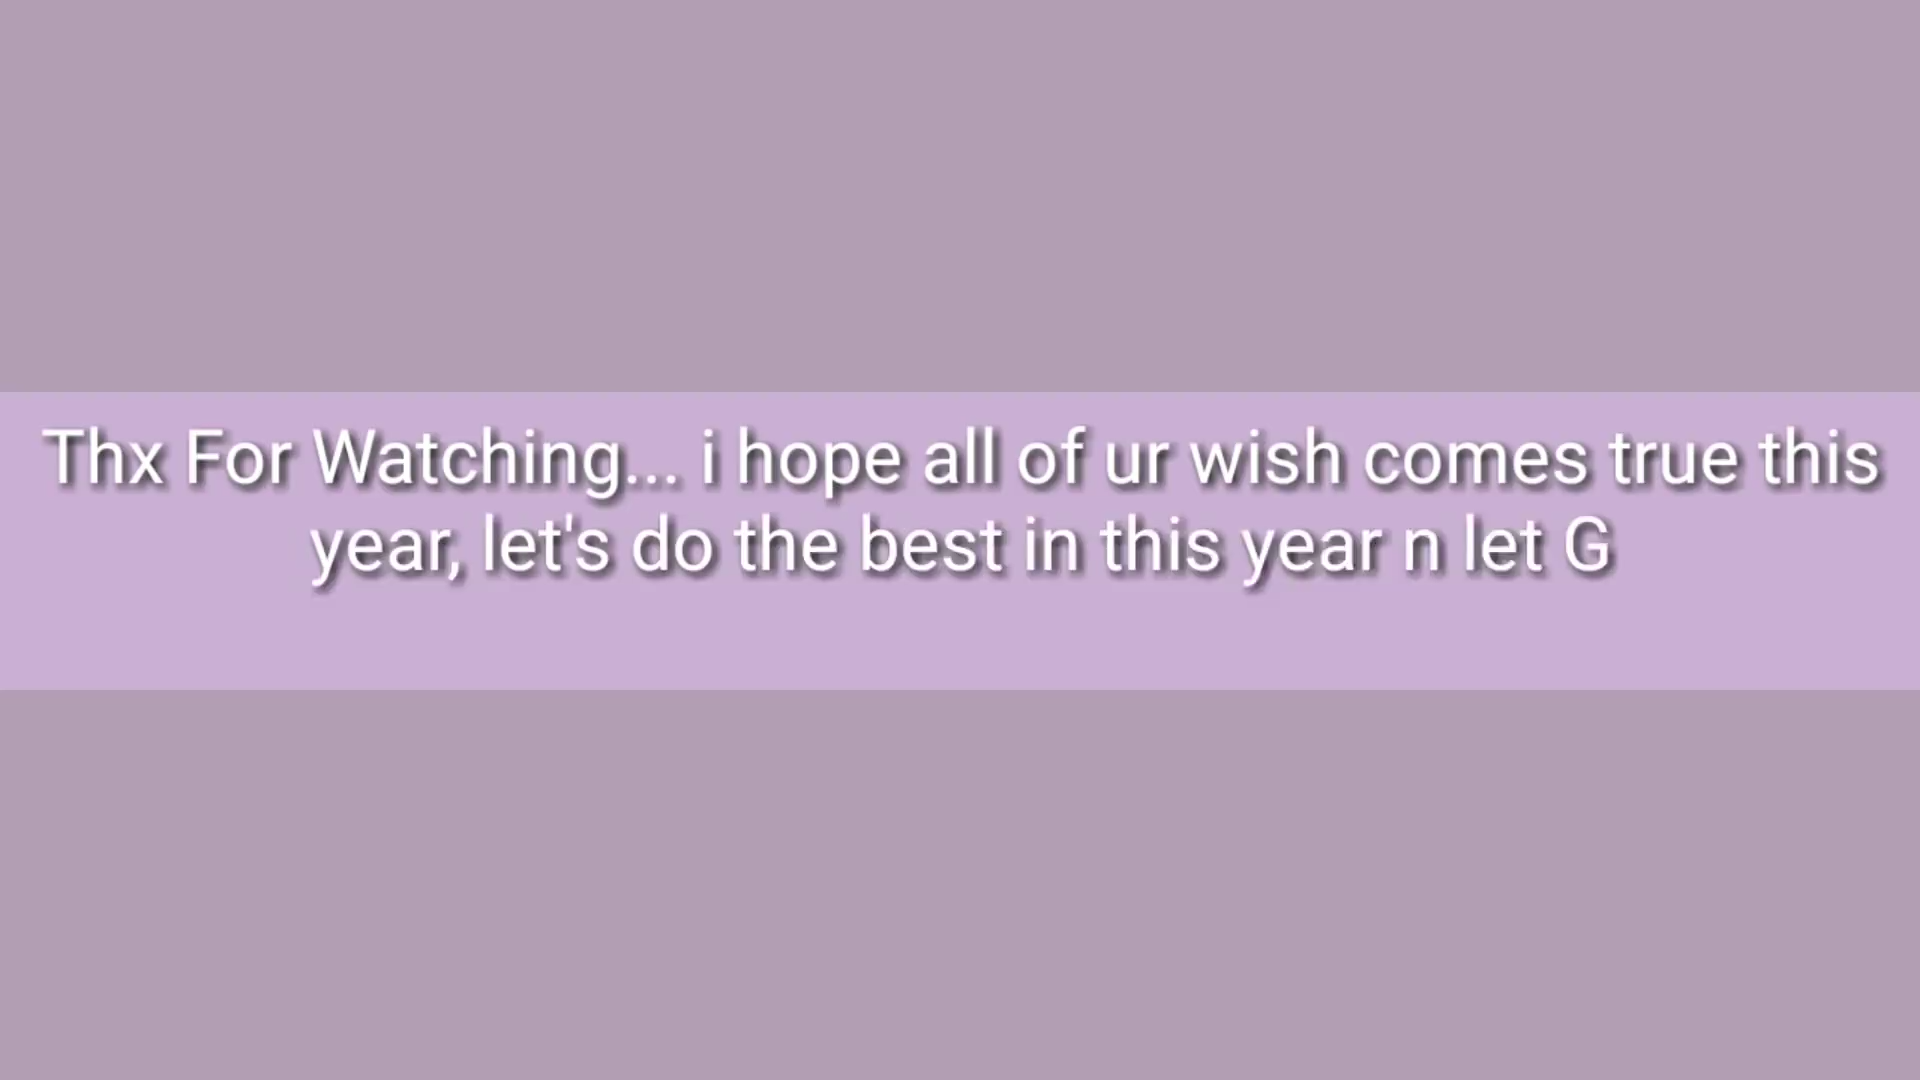 Thx For Watching... i hope all of ur wish comes true this
year, let's do the best in this year n let G